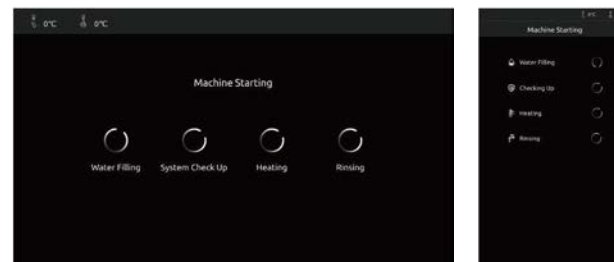 0°C 0°C
Machine Starting
Water Filling System Check Up Heating Rinsing
0°C
Machine Starting
Water Filling
Checking Up
Heating
Rinsing